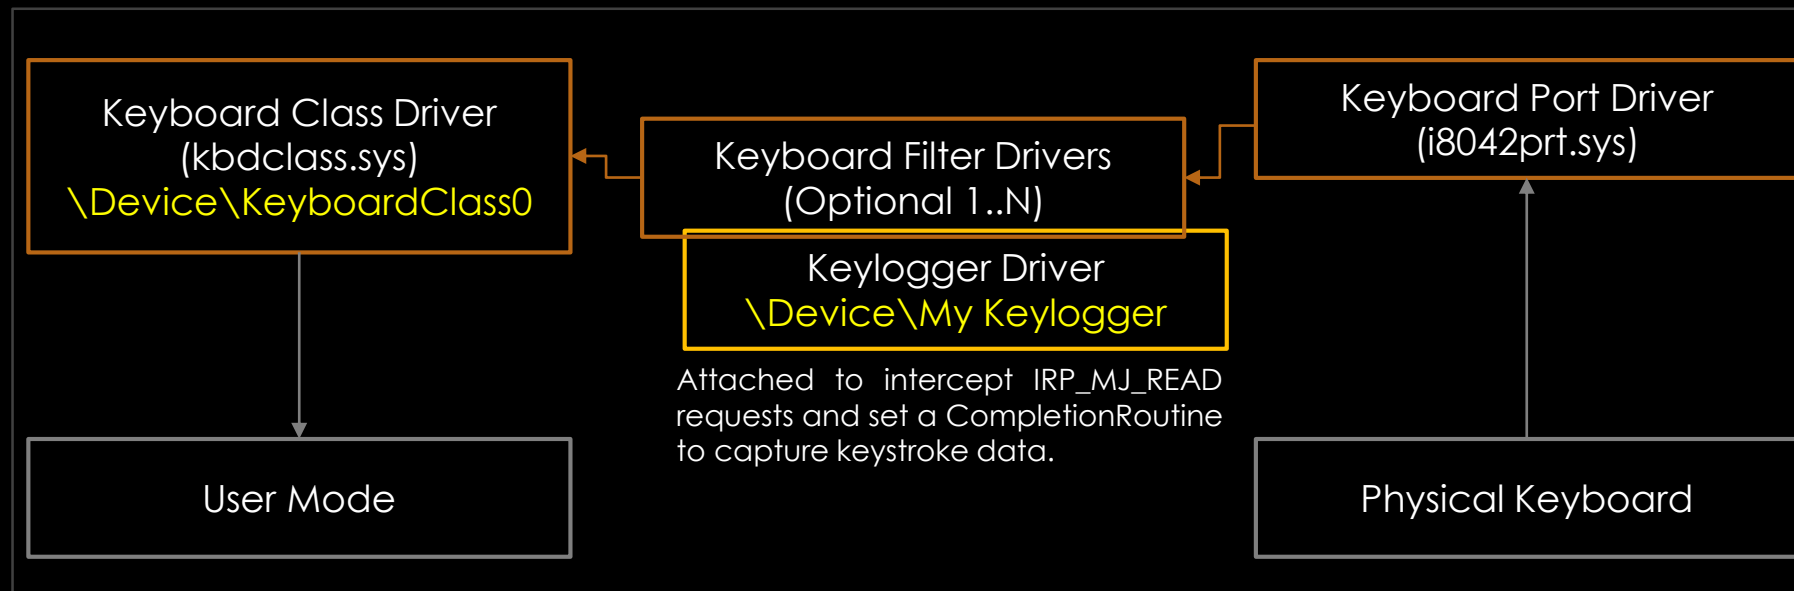 Keyboard Class Driver
(kbdclass.sys)
\Device\KeyboardClass0
Keyboard Filter Drivers
(Optional 1..N)
Keylogger Driver
\Device\My Keylogger
Attached to intercept IRP_MJ_READ
requests and set a CompletionRoutine
to capture keystroke data.
Keyboard Port Driver
(i8042prt.sys)
User Mode
Physical Keyboard